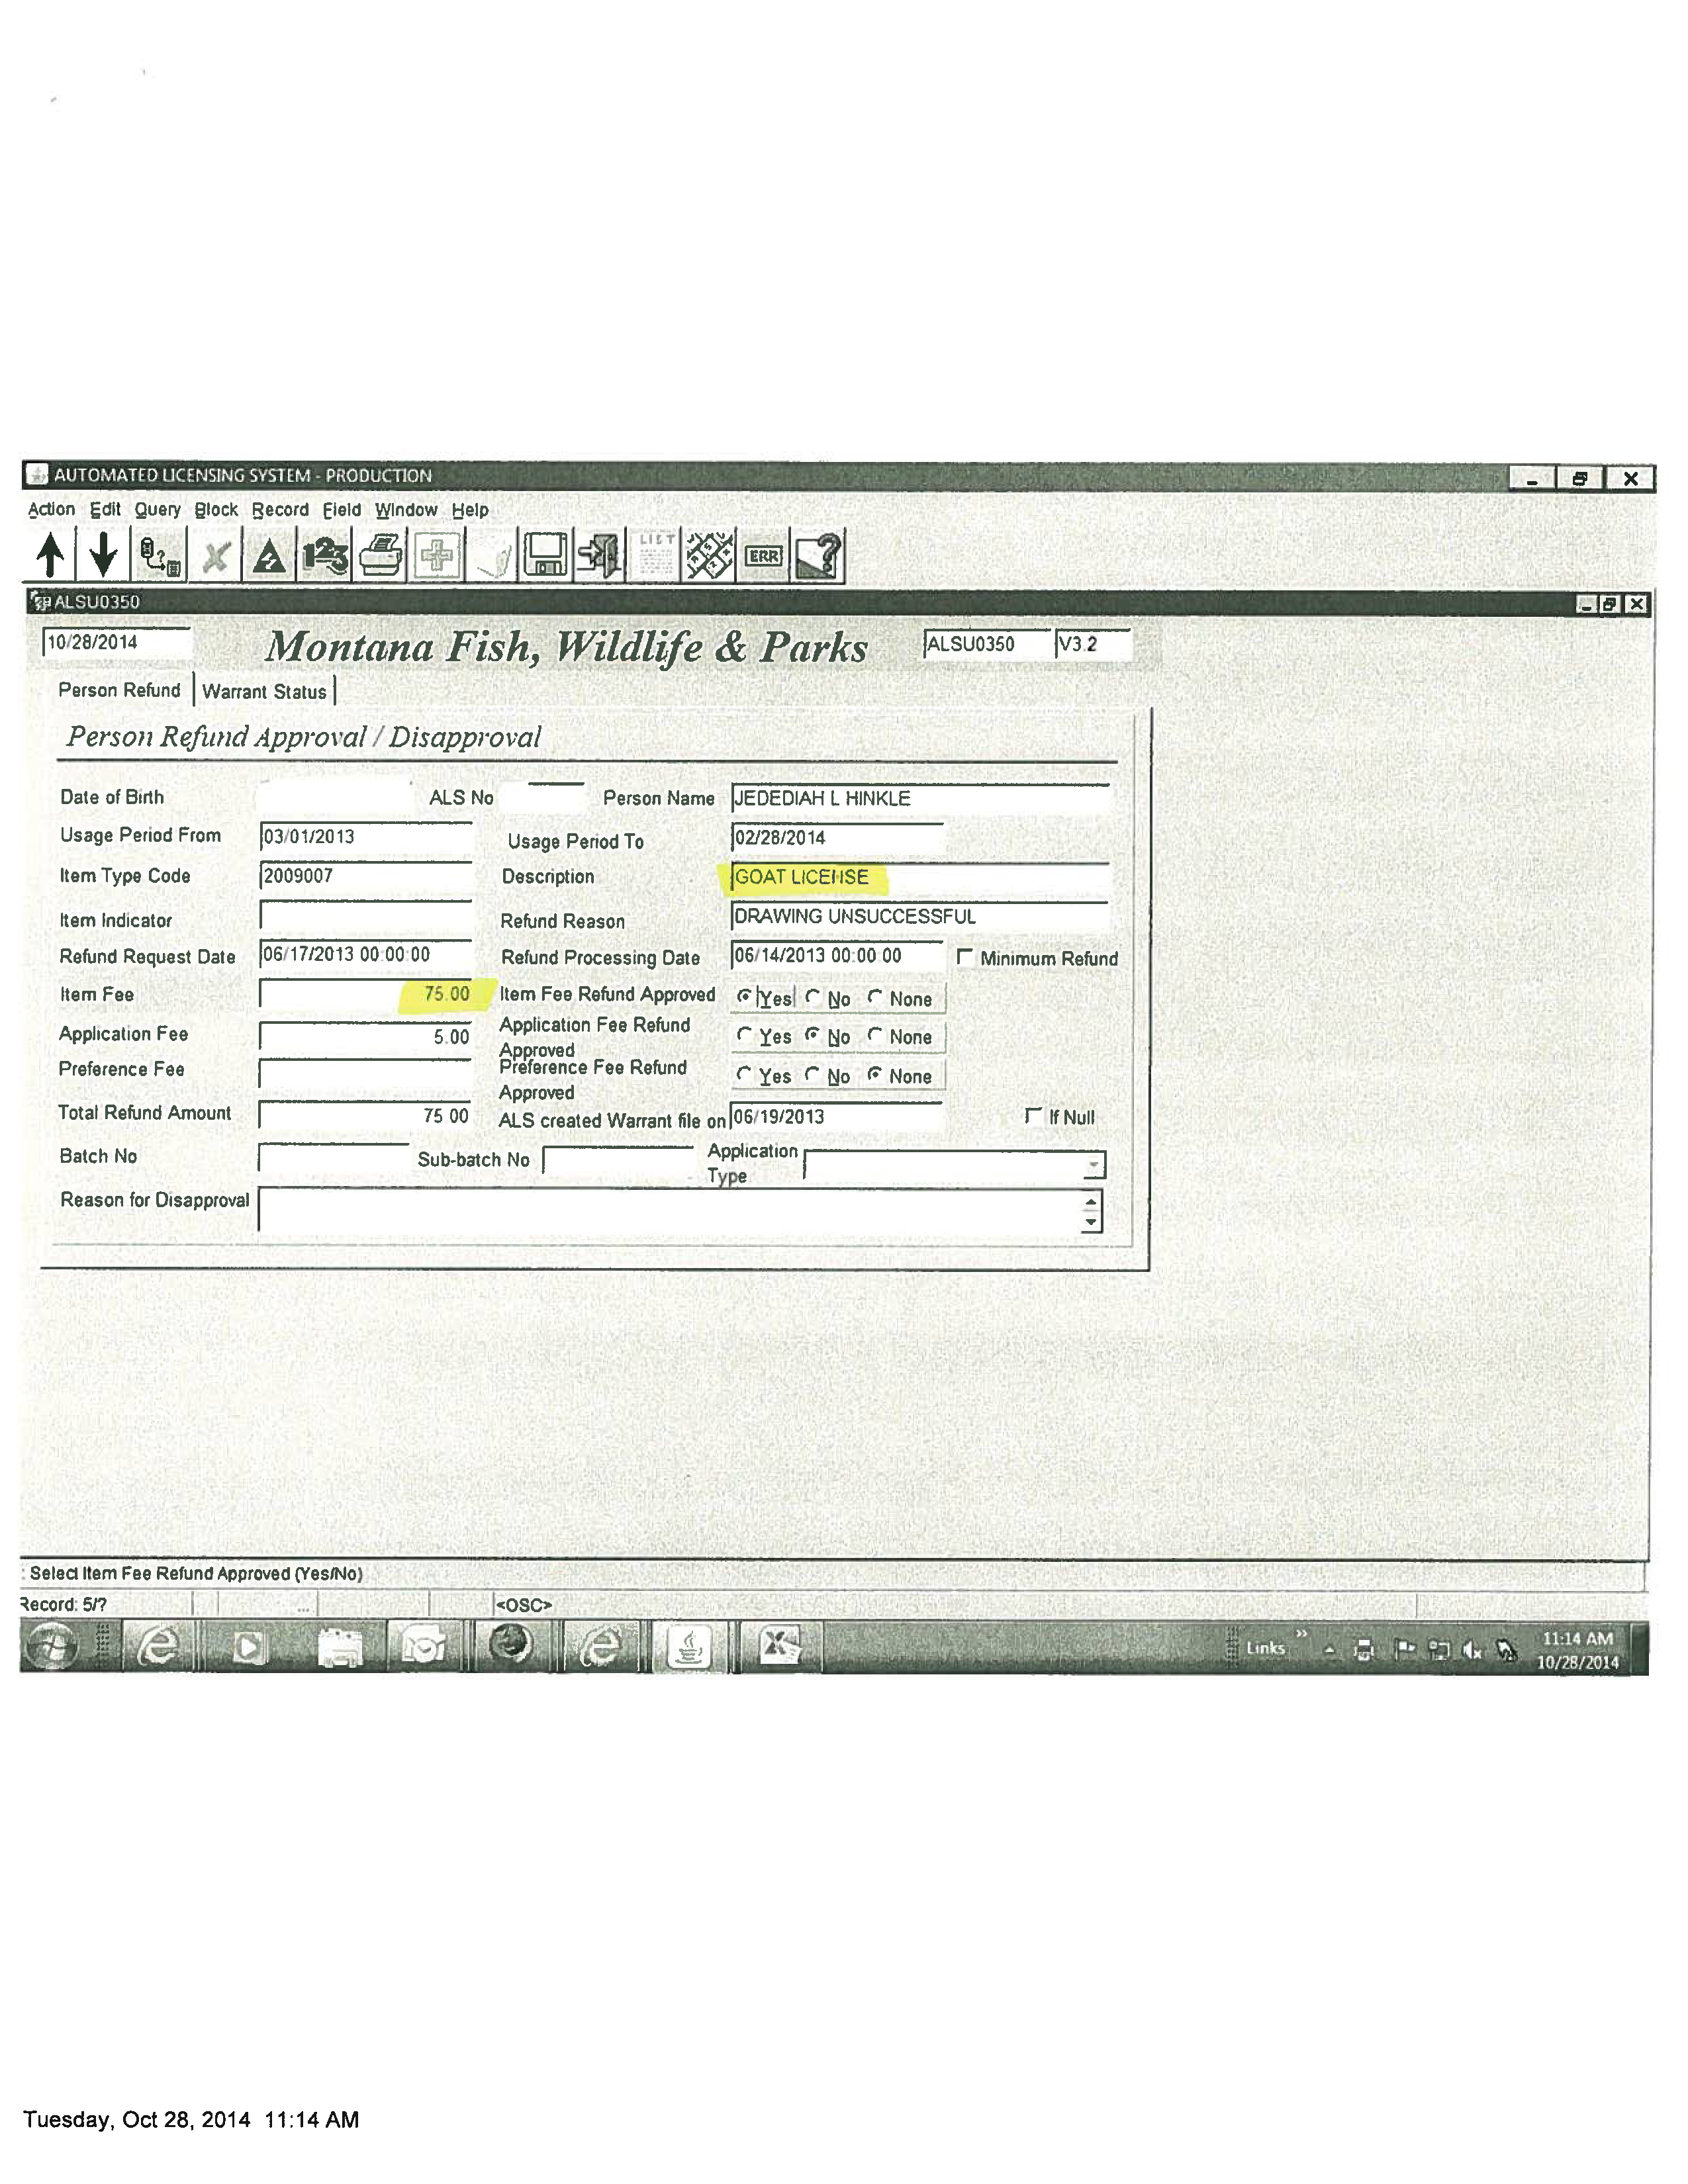 AUTOMATED LICENSING SYSTEM - PRODUCTION
Action Edit Query Block Record Field Window Help
LIST
ERR
ALSU0350
10/28/2014 Montana Fish, Wildlife & Parks ALSU0350 V3.2
Person Refund Warrant Status
Person Refund Approval / Disapproval
Date of Birth ALS No Person Name JEDEDIAH L HINKLE
Usage Period From 03/01/2013 Usage Period To 02/28/2014
Item Type Code 2009007 Description GOAT LICENSE
Item Indicator Refund Reason DRAWING UNSUCCESSFUL
Refund Request Date 06/17/2013 00:00:00 Refund Processing Date 06/14/2013 00:00:00 Minimum Refund
Item Fee 75.00 Item Fee Refund Approved Yes No None
Application Fee 5.00 Application Fee Refund Approved Yes No None
Preference Fee Preference Fee Refund Approved Yes No None
Total Refund Amount 75.00 ALS created Warrant file on 06/19/2013 If Null
Batch No Sub-batch No Application Type
Reason for Disapproval
: Select Item Fee Refund Approved (Yes/No)
Record: 5/? ... <OSC>
Links 11:14 AM
10/28/2014
Tuesday, Oct 28, 2014 11:14 AM